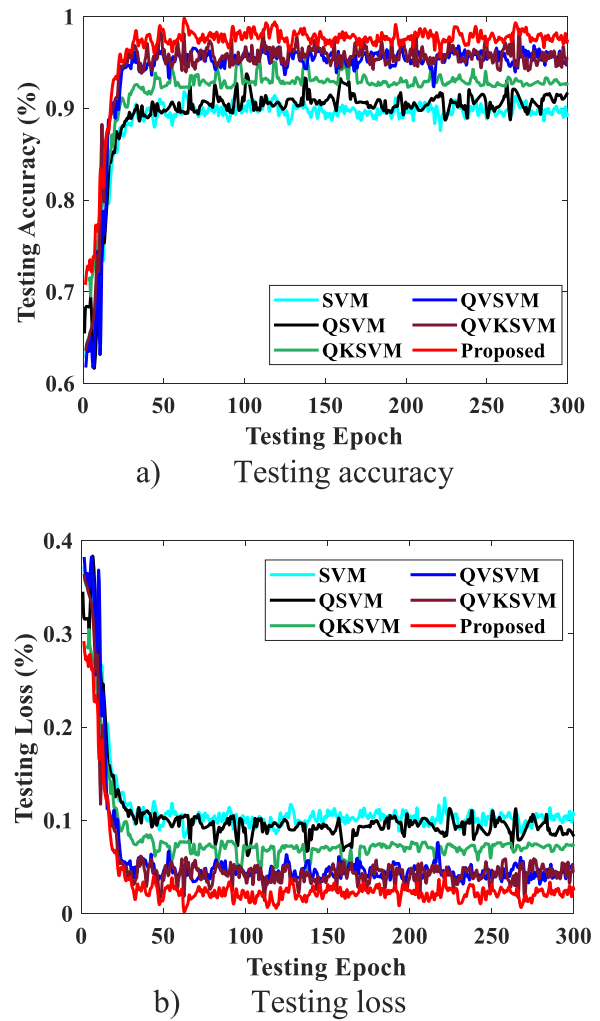 1
0.9
0.8
0.7
0.6
Testing Accuracy (%)
SVM QVSVM
QSVM QVKSVM
QKSVM Proposed
0 50 100 150 200 250 300
Testing Epoch
a) Testing accuracy
0.4
0.3
0.2
0.1
0
Testing Loss (%)
SVM QVSVM
QSVM QVKSVM
QKSVM Proposed
0 50 100 150 200 250 300
Testing Epoch
b) Testing loss